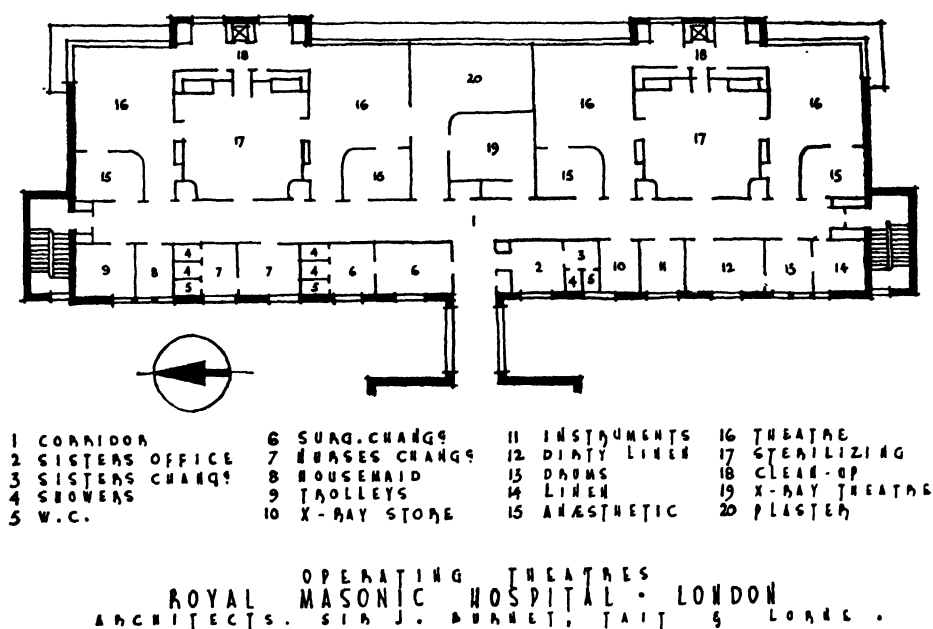 18 18
20
16 16 16 16
17 17
19
15 15 15 15
1
4 4 3
9 8 4 7 7 4 6 6 2 10 11 12 13 14
5 5 4 5
1 CORRIDOR
2 SISTERS OFFICE
3 SISTERS CHANGG
4 SHOWERS
5 W.C.
6 SURG. CHANGG
7 NURSES CHANGG
8 HOUSEMAID
9 TROLLEYS
10 X-RAY STORE
11 INSTRUMENTS
12 DIRTY LINEN
13 DRUMS
14 LINEN
15 ANÆSTHETIC
16 THEATRE
17 STERILIZING
18 CLEAN-UP
19 X-RAY THEATRE
20 PLASTER
OPERATING THEATRES
ROYAL MASONIC HOSPITAL · LONDON
ARCHITECTS. SIR J. BURNET, TAIT & LORNE.